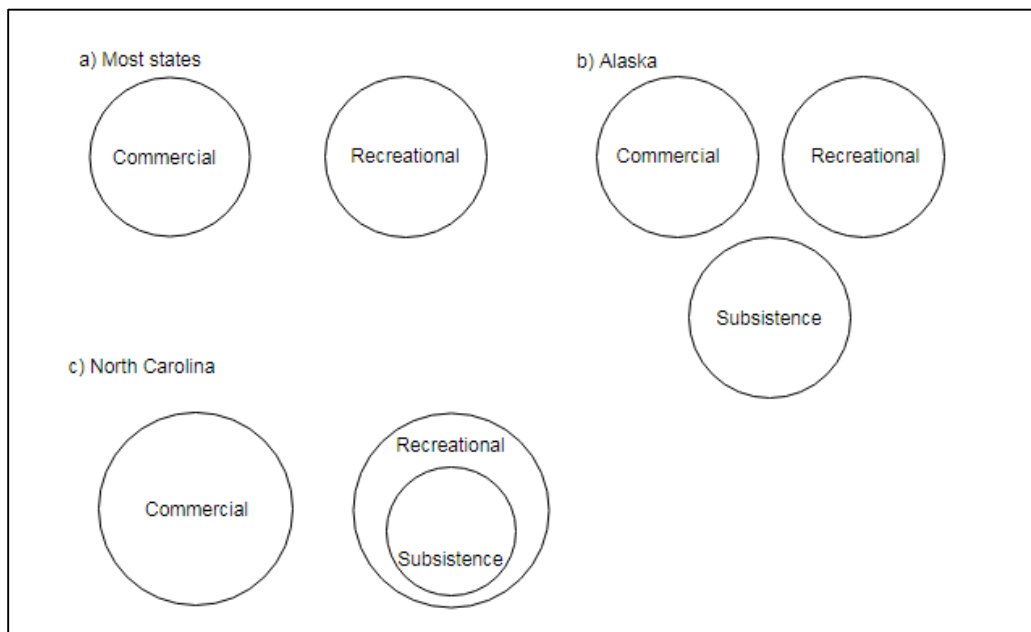 a) Most states
Commercial
Recreational
b) Alaska
Commercial
Recreational
Subsistence
c) North Carolina
Commercial
Recreational
Subsistence